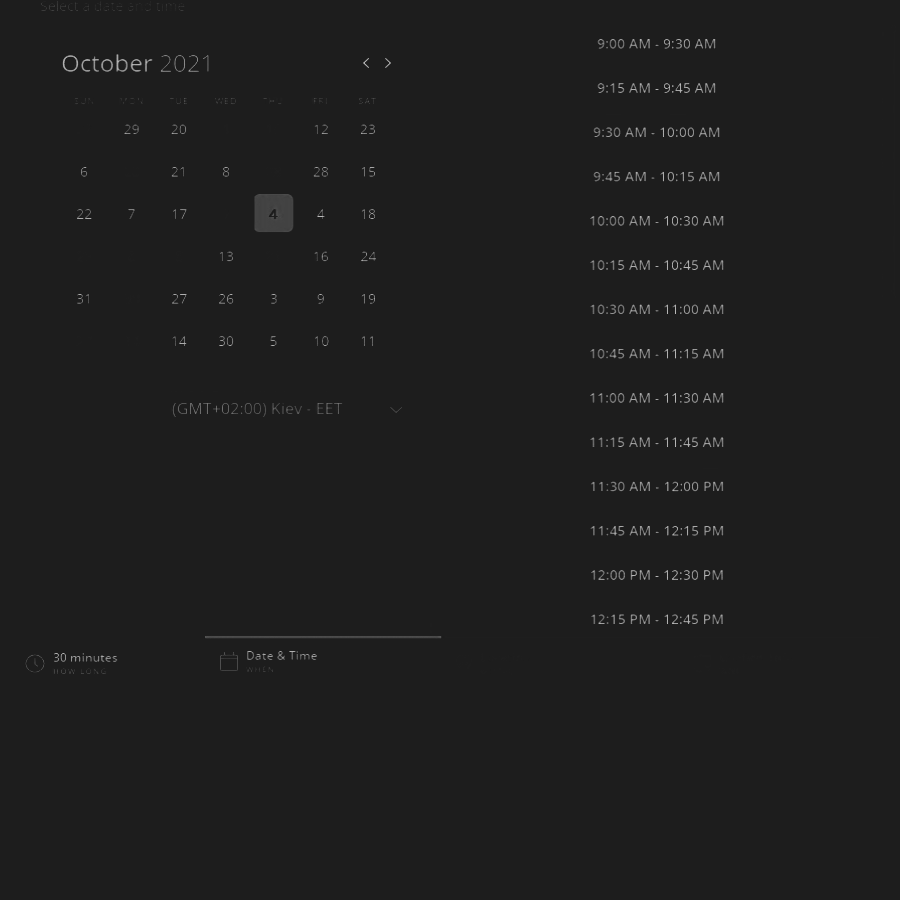 Select a date and time
October 2021
SUN MON TUE WED THU FRI SAT
29 20 12 23
6 21 8 28 15
22 7 17 4 4 18
13 16 24
31 27 26 3 9 19
14 30 5 10 11
(GMT+02:00) Kiev - EET
30 minutes
HOW LONG
Date & Time
WHEN
9:00 AM - 9:30 AM
9:15 AM - 9:45 AM
9:30 AM - 10:00 AM
9:45 AM - 10:15 AM
10:00 AM - 10:30 AM
10:15 AM - 10:45 AM
10:30 AM - 11:00 AM
10:45 AM - 11:15 AM
11:00 AM - 11:30 AM
11:15 AM - 11:45 AM
11:30 AM - 12:00 PM
11:45 AM - 12:15 PM
12:00 PM - 12:30 PM
12:15 PM - 12:45 PM